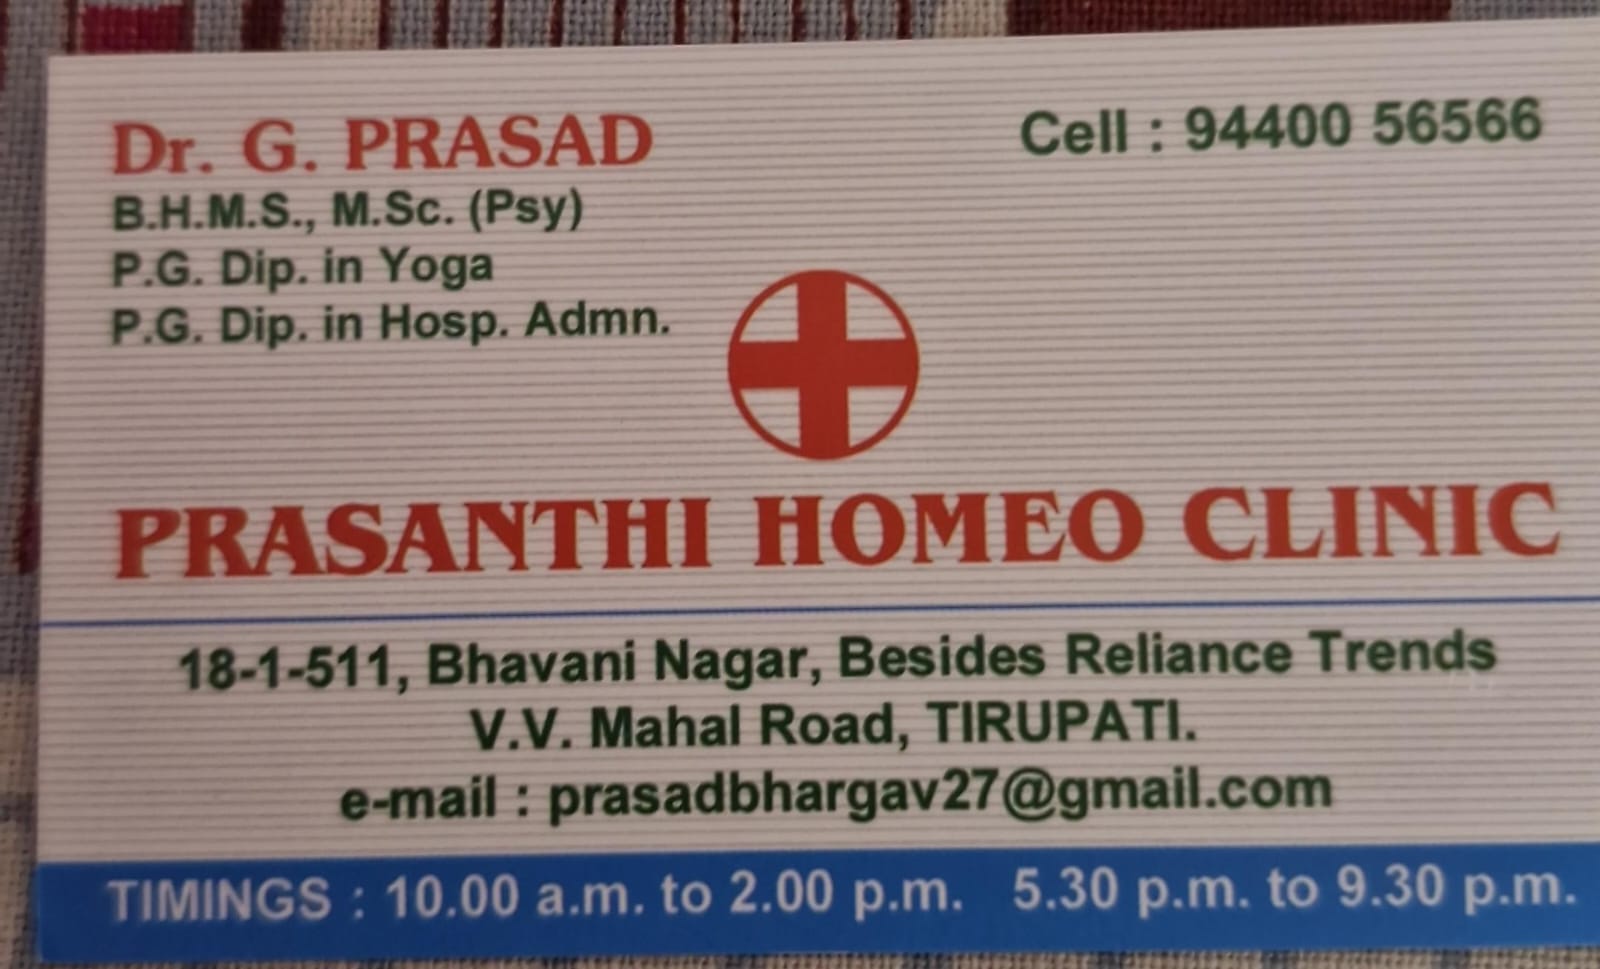 Dr. G. PRASAD
B.H.M.S., M.Sc. (Psy)
P.G. Dip. in Yoga
P.G. Dip. in Hosp. Admn.
Cell : 94400 56566
PRASANTHI HOMEO CLINIC
18-1-511, Bhavani Nagar, Besides Reliance Trends
V.V. Mahal Road, TIRUPATI.
e-mail : prasadbhargav27@gmail.com
TIMINGS : 10.00 a.m. to 2.00 p.m. 5.30 p.m. to 9.30 p.m.